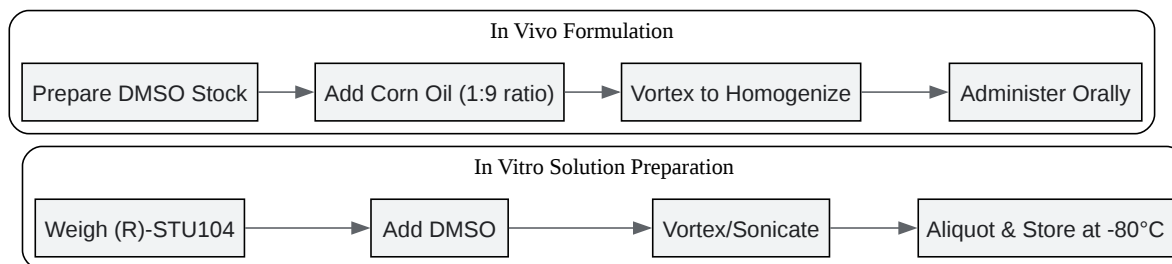 In Vivo Formulation
Prepare DMSO Stock
Add Corn Oil (1:9 ratio)
Vortex to Homogenize
Administer Orally
In Vitro Solution Preparation
Weigh (R)-STU104
Add DMSO
Vortex/Sonicate
Aliquot & Store at -80°C